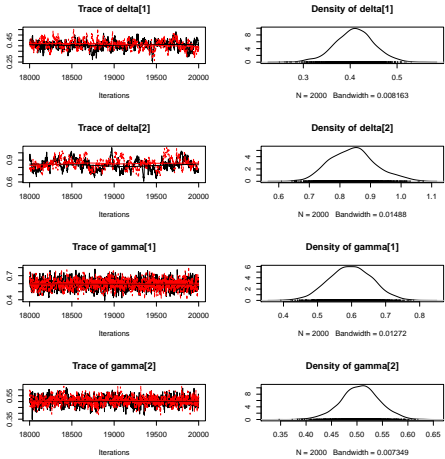 Trace of delta[1]
0.25 0.45
18000 18500 19000 19500 20000
Iterations
Density of delta[1]
0 4 8
0.3 0.4 0.5
N = 2000 Bandwidth = 0.008163
Trace of delta[2]
0.6 0.9
18000 18500 19000 19500 20000
Iterations
Density of delta[2]
0 2 4
0.6 0.7 0.8 0.9 1.0 1.1
N = 2000 Bandwidth = 0.01488
Trace of gamma[1]
0.4 0.7
18000 18500 19000 19500 20000
Iterations
Density of gamma[1]
0 2 4 6
0.4 0.5 0.6 0.7 0.8
N = 2000 Bandwidth = 0.01272
Trace of gamma[2]
0.35 0.55
18000 18500 19000 19500 20000
Iterations
Density of gamma[2]
0 4 8
0.35 0.40 0.45 0.50 0.55 0.60 0.65
N = 2000 Bandwidth = 0.007349